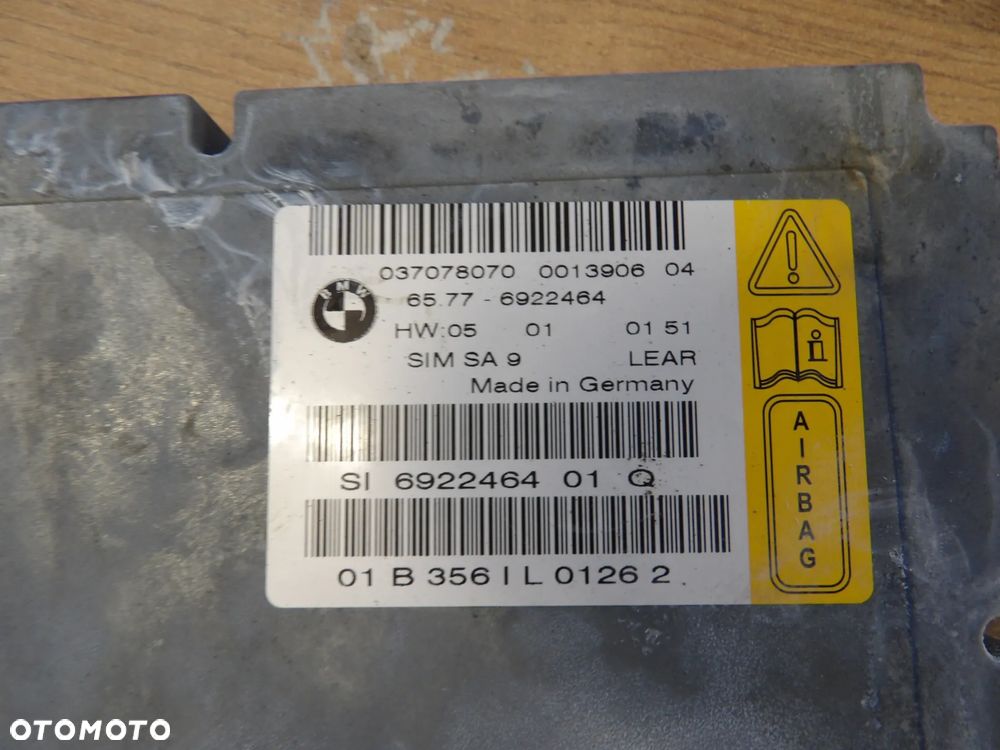 037078070 0013906 04
BMW
65.77 - 6922464
HW:05 01 01 51
SIM SA 9 LEAR
Made in Germany
SI 6922464 01 Q
01 B 356 I L 0126 2
i
AIRBAG
OTOMOTO